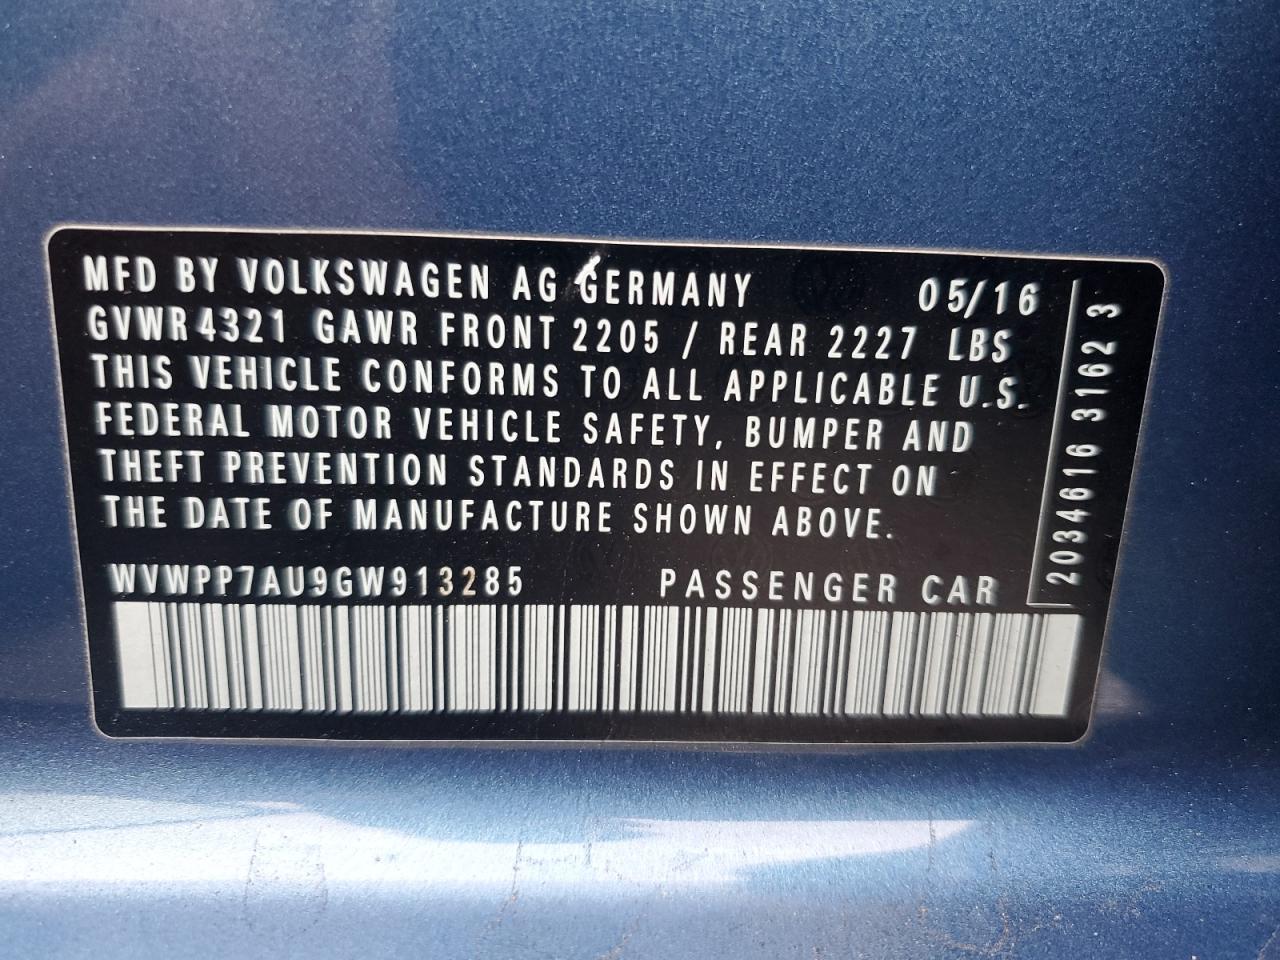 MFD BY VOLKSWAGEN AG GERMANY 05/16
GVWR 4321 GAWR FRONT 2205 / REAR 2227 LBS
THIS VEHICLE CONFORMS TO ALL APPLICABLE U.S.
FEDERAL MOTOR VEHICLE SAFETY, BUMPER AND
THEFT PREVENTION STANDARDS IN EFFECT ON
THE DATE OF MANUFACTURE SHOWN ABOVE.
WVWPP7AU9GW913285 PASSENGER CAR
2034616 3162 3